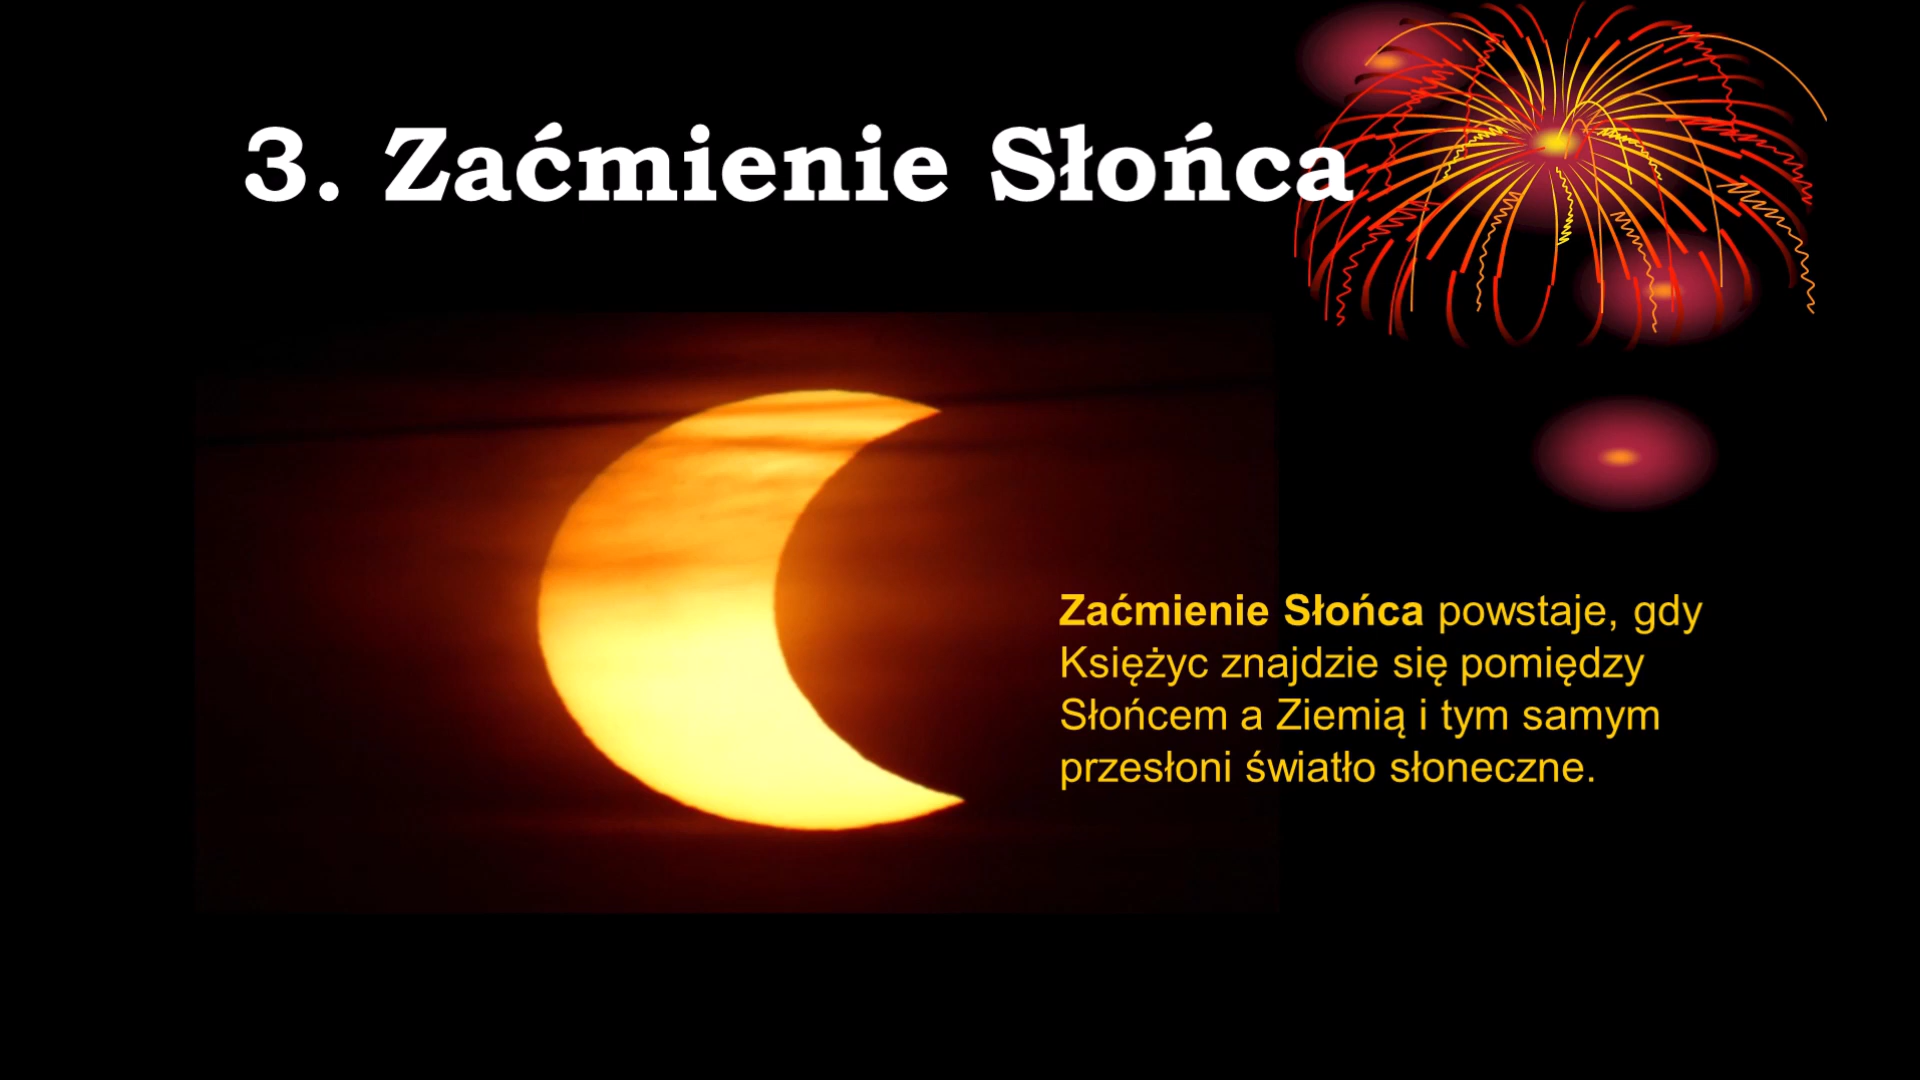 3. Zaćmienie Słońca
Zaćmienie Słońca powstaje, gdy
Księżyc znajdzie się pomiędzy
Słońcem a Ziemią i tym samym
przesłoni światło słoneczne.